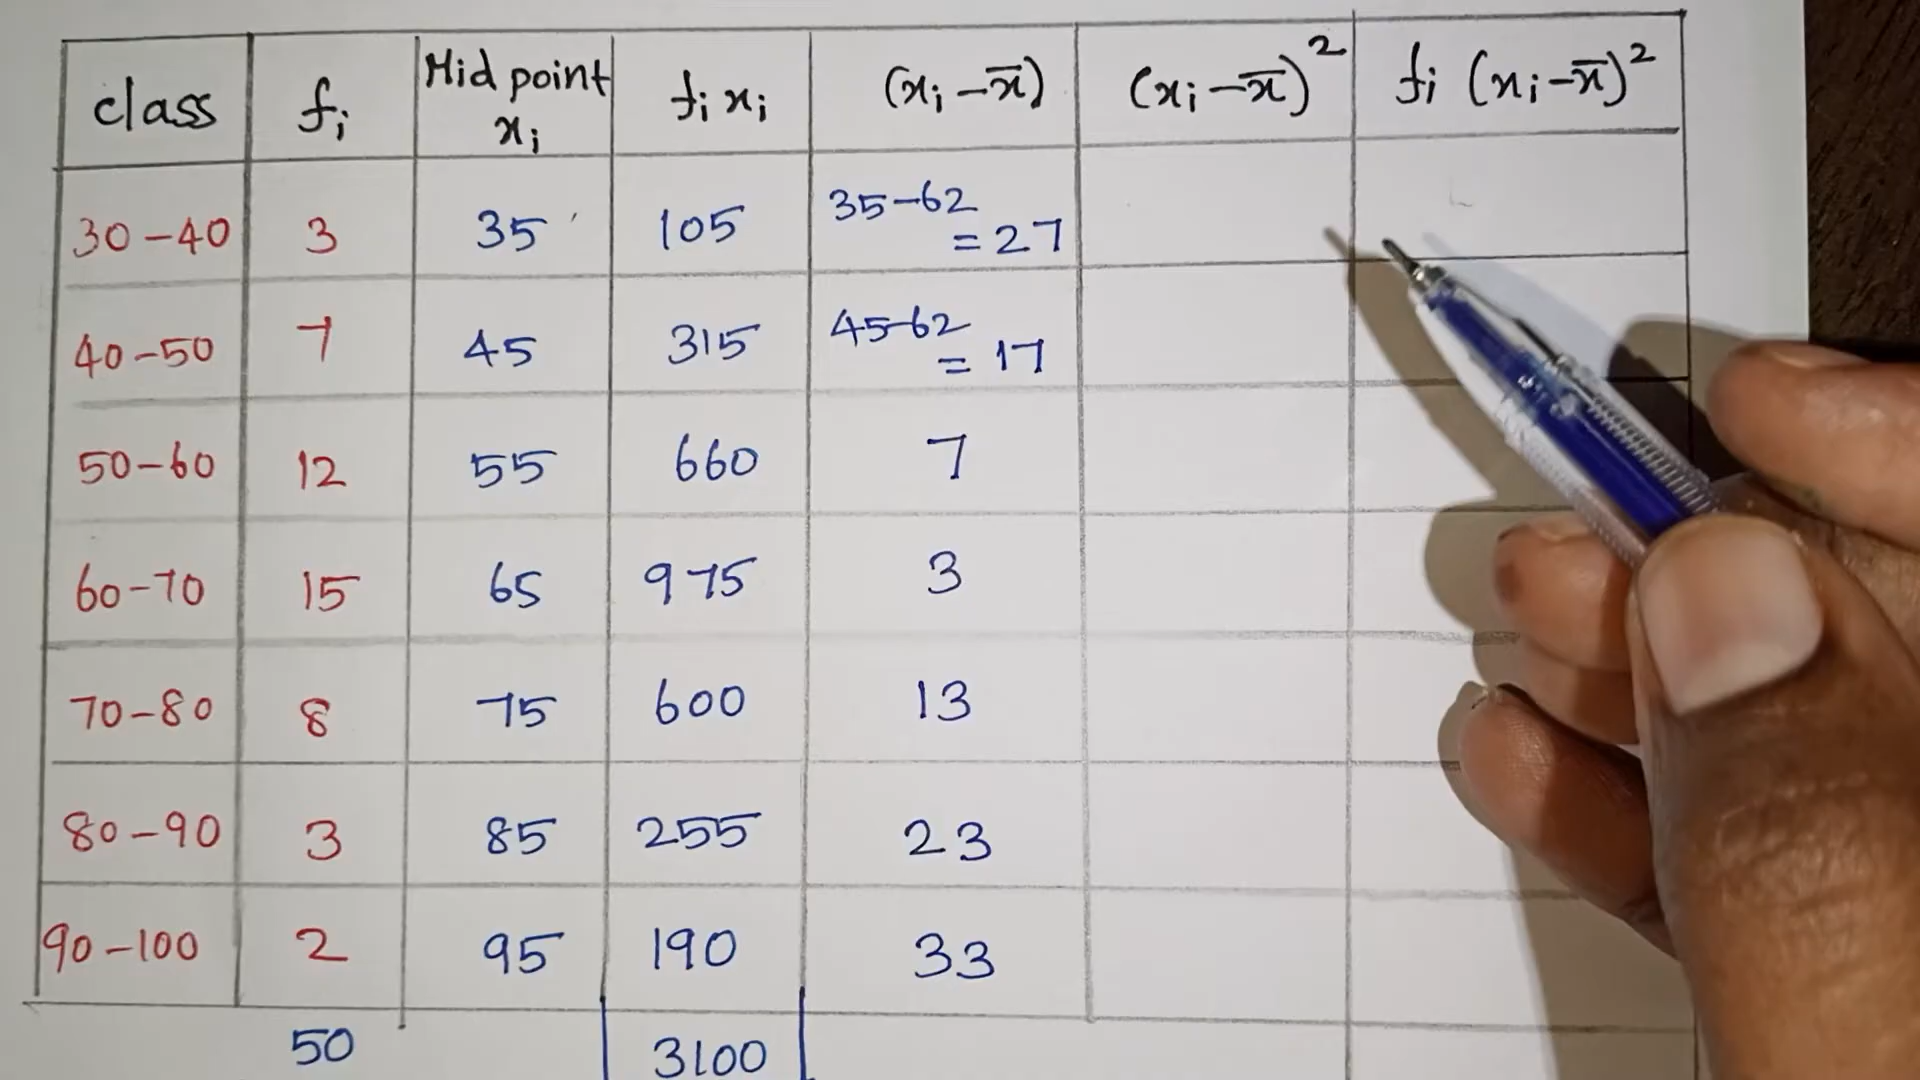 class fᵢ Mid point xᵢ fᵢ xᵢ (xᵢ – x̄) (xᵢ – x̄)² fᵢ (xᵢ – x̄)²
30-40 3 35 105 35-62 = 27
40-50 7 45 315 45-62 = 17
50-60 12 55 660 7
60-70 15 65 975 3
70-80 8 75 600 13
80-90 3 85 255 23
90-100 2 95 190 33
50 3100